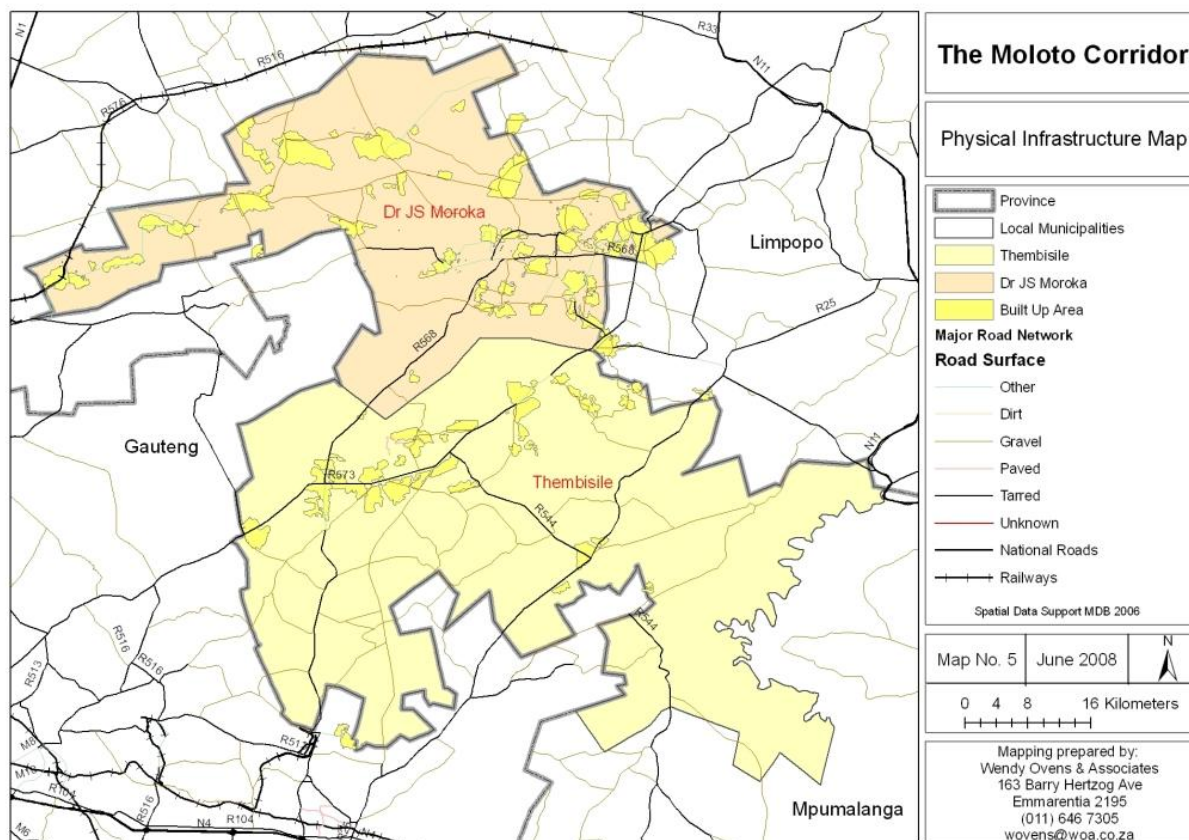 The Moloto Corridor
Physical Infrastructure Map
Province
Local Municipalities
Thembisile
Dr JS Moroka
Built Up Area
Major Road Network
Road Surface
Other
Dirt
Gravel
Paved
Tarred
Unknown
National Roads
Railways
Spatial Data Support MDB 2006
Map No. 5
June 2008
N
0 4 8 16 Kilometers
Mapping prepared by:
Wendy Ovens & Associates
163 Barry Hertzog Ave
Emmarentia 2195
(011) 646 7305
wovens@woa.co.za
N1
R516
R33
N11
R576
Dr JS Moroka
Limpopo
R568
R25
R568
Gauteng
N11
R573
Thembisile
R544
R544
R516
R516
R513
R104
R516
N4
R104
Mpumalanga